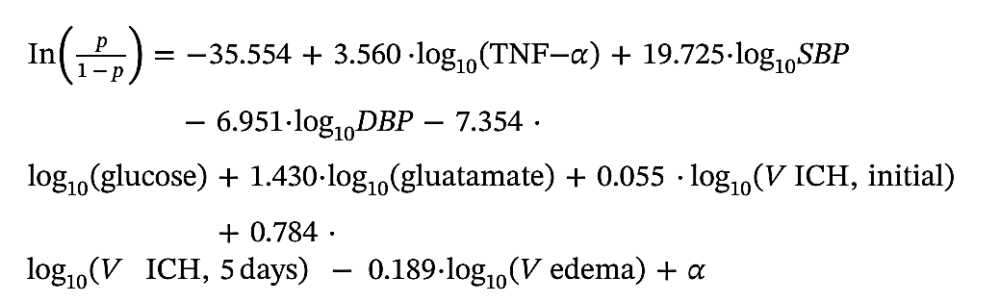 In(p/1−p) = −35.554 + 3.560 ·log₁₀(TNF−α) + 19.725·log₁₀SBP
− 6.951·log₁₀DBP − 7.354 ·
log₁₀(glucose) + 1.430·log₁₀(gluatamate) + 0.055 ·log₁₀(V ICH, initial)
+ 0.784 ·
log₁₀(V ICH, 5 days) − 0.189·log₁₀(V edema) + α